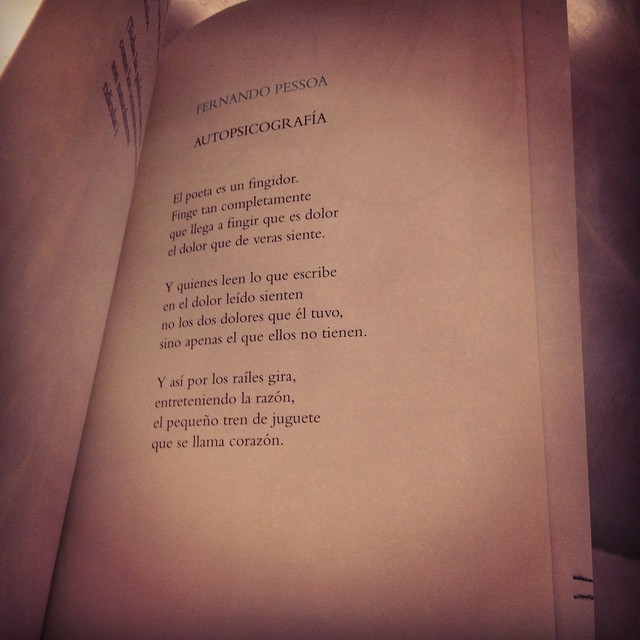 FERNANDO PESSOA
AUTOPSICOGRAFÍA
El poeta es un fingidor.
Finge tan completamente
que llega a fingir que es dolor
el dolor que de veras siente.
Y quienes leen lo que escribe
en el dolor leído sienten
no los dos dolores que él tuvo,
sino apenas el que ellos no tienen.
Y así por los raíles gira,
entreteniendo la razón,
el pequeño tren de juguete
que se llama corazón.